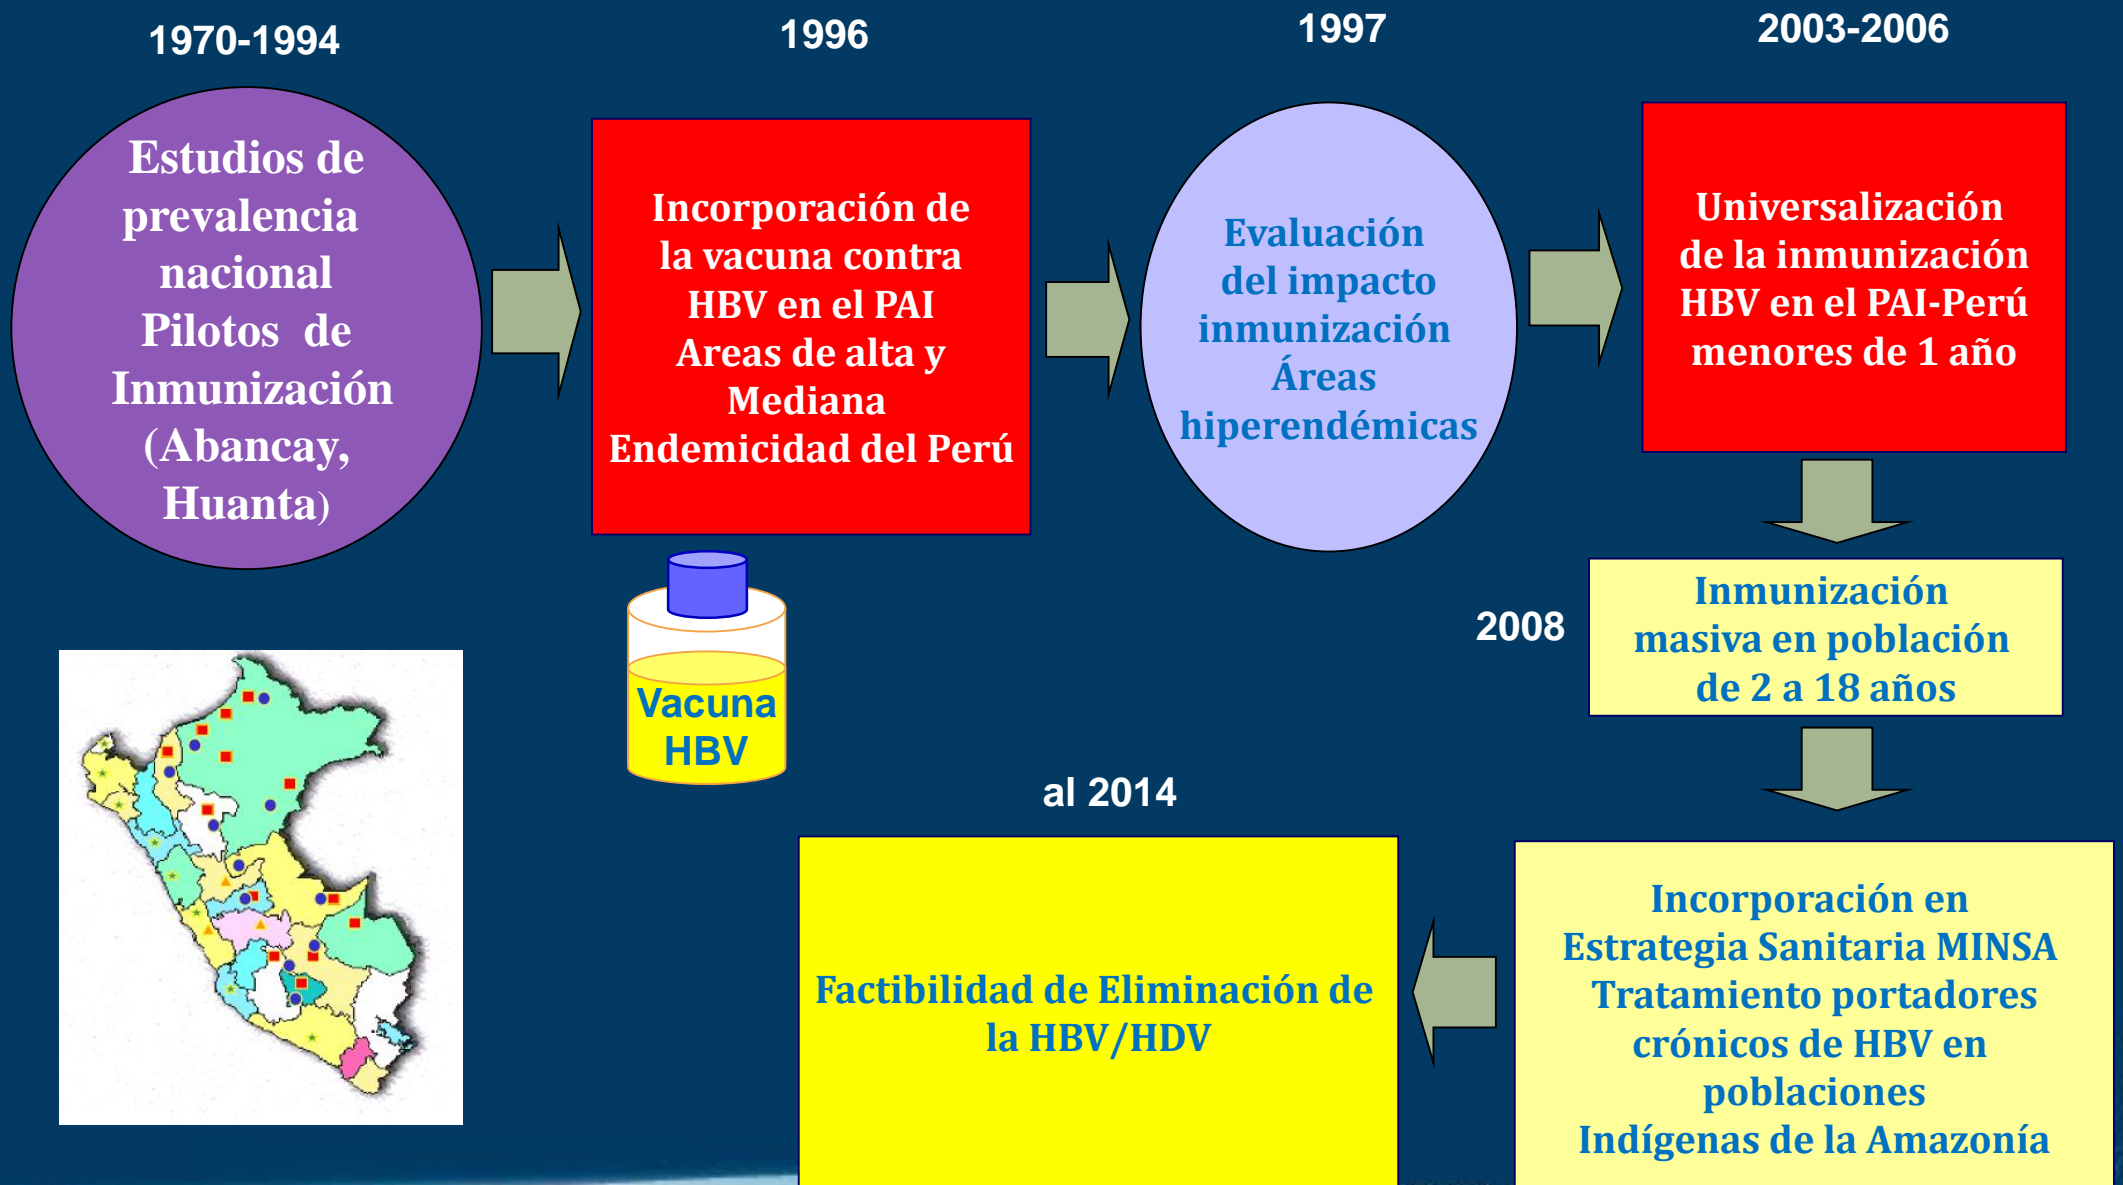 1970-1994
Estudios de
prevalencia
nacional
Pilotos de
Inmunización
(Abancay,
Huanta)
1996
Incorporación de
la vacuna contra
HBV en el PAI
Areas de alta y
Mediana
Endemicidad del Perú
Vacuna
HBV
1997
Evaluación
del impacto
inmunización
Áreas
hiperendémicas
2003-2006
Universalización
de la inmunización
HBV en el PAI-Perú
menores de 1 año
2008
Inmunización
masiva en población
de 2 a 18 años
Incorporación en
Estrategia Sanitaria MINSA
Tratamiento portadores
crónicos de HBV en
poblaciones
Indígenas de la Amazonía
al 2014
Factibilidad de Eliminación de
la HBV/HDV